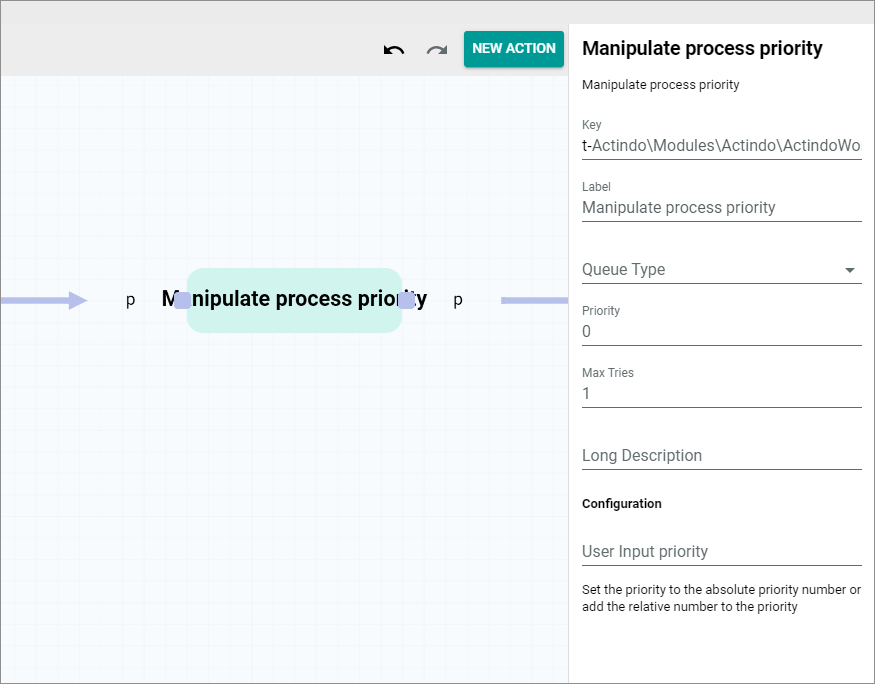 NEW ACTION
p
Manipulate process priority
p
Manipulate process priority
Manipulate process priority
Key
t-Actindo\Modules\Actindo\ActindoWo
Label
Manipulate process priority
Queue Type
Priority
0
Max Tries
1
Long Description
Configuration
User Input priority
Set the priority to the absolute priority number or
add the relative number to the priority